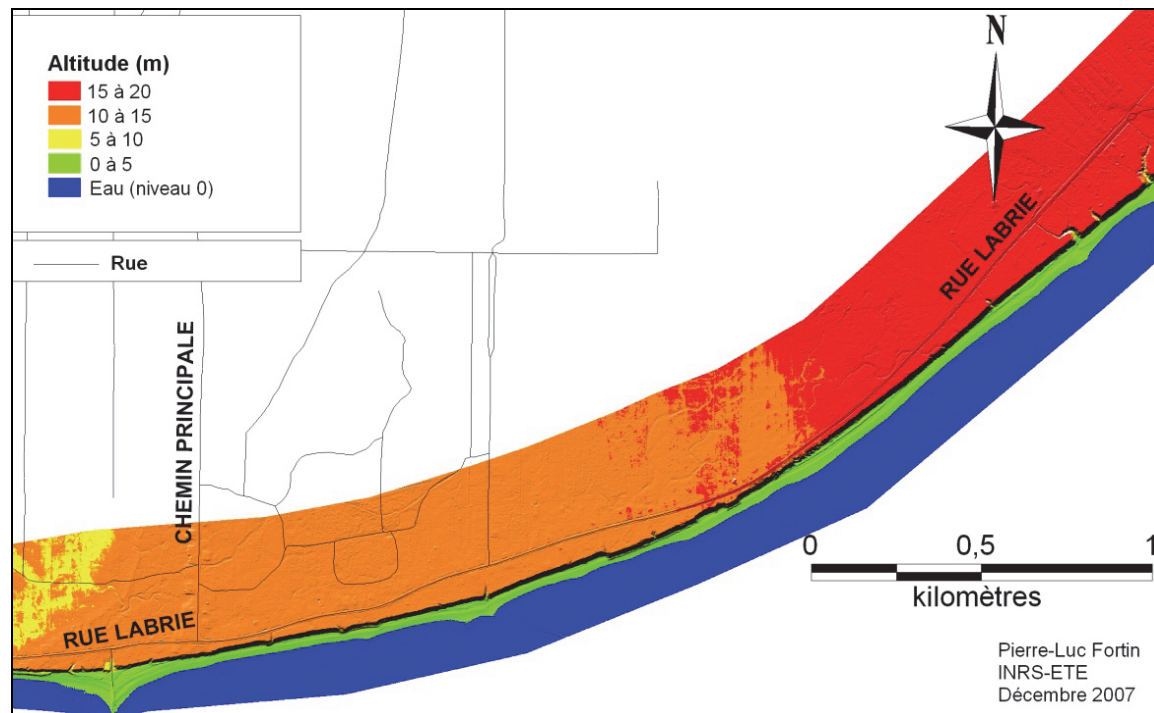 Altitude (m)
15 à 20
10 à 15
5 à 10
0 à 5
Eau (niveau 0)
Rue
N
RUE LABRIE
CHEMIN PRINCIPALE
RUE LABRIE
0 0,5 1
kilomètres
Pierre-Luc Fortin
INRS-ETE
Décembre 2007